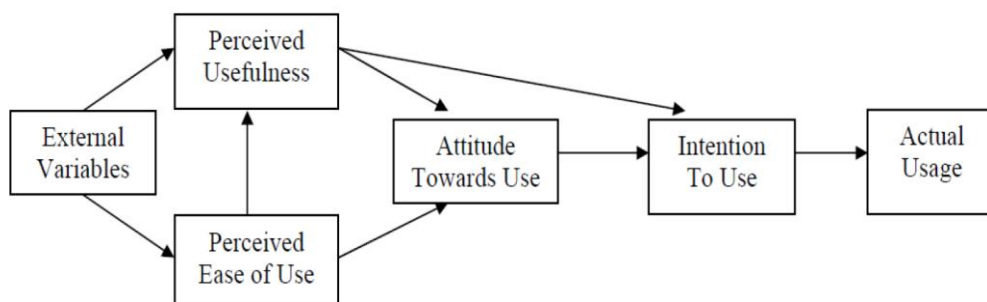 Perceived
Usefulness
External
Variables
Perceived
Ease of Use
Attitude
Towards Use
Intention
To Use
Actual
Usage